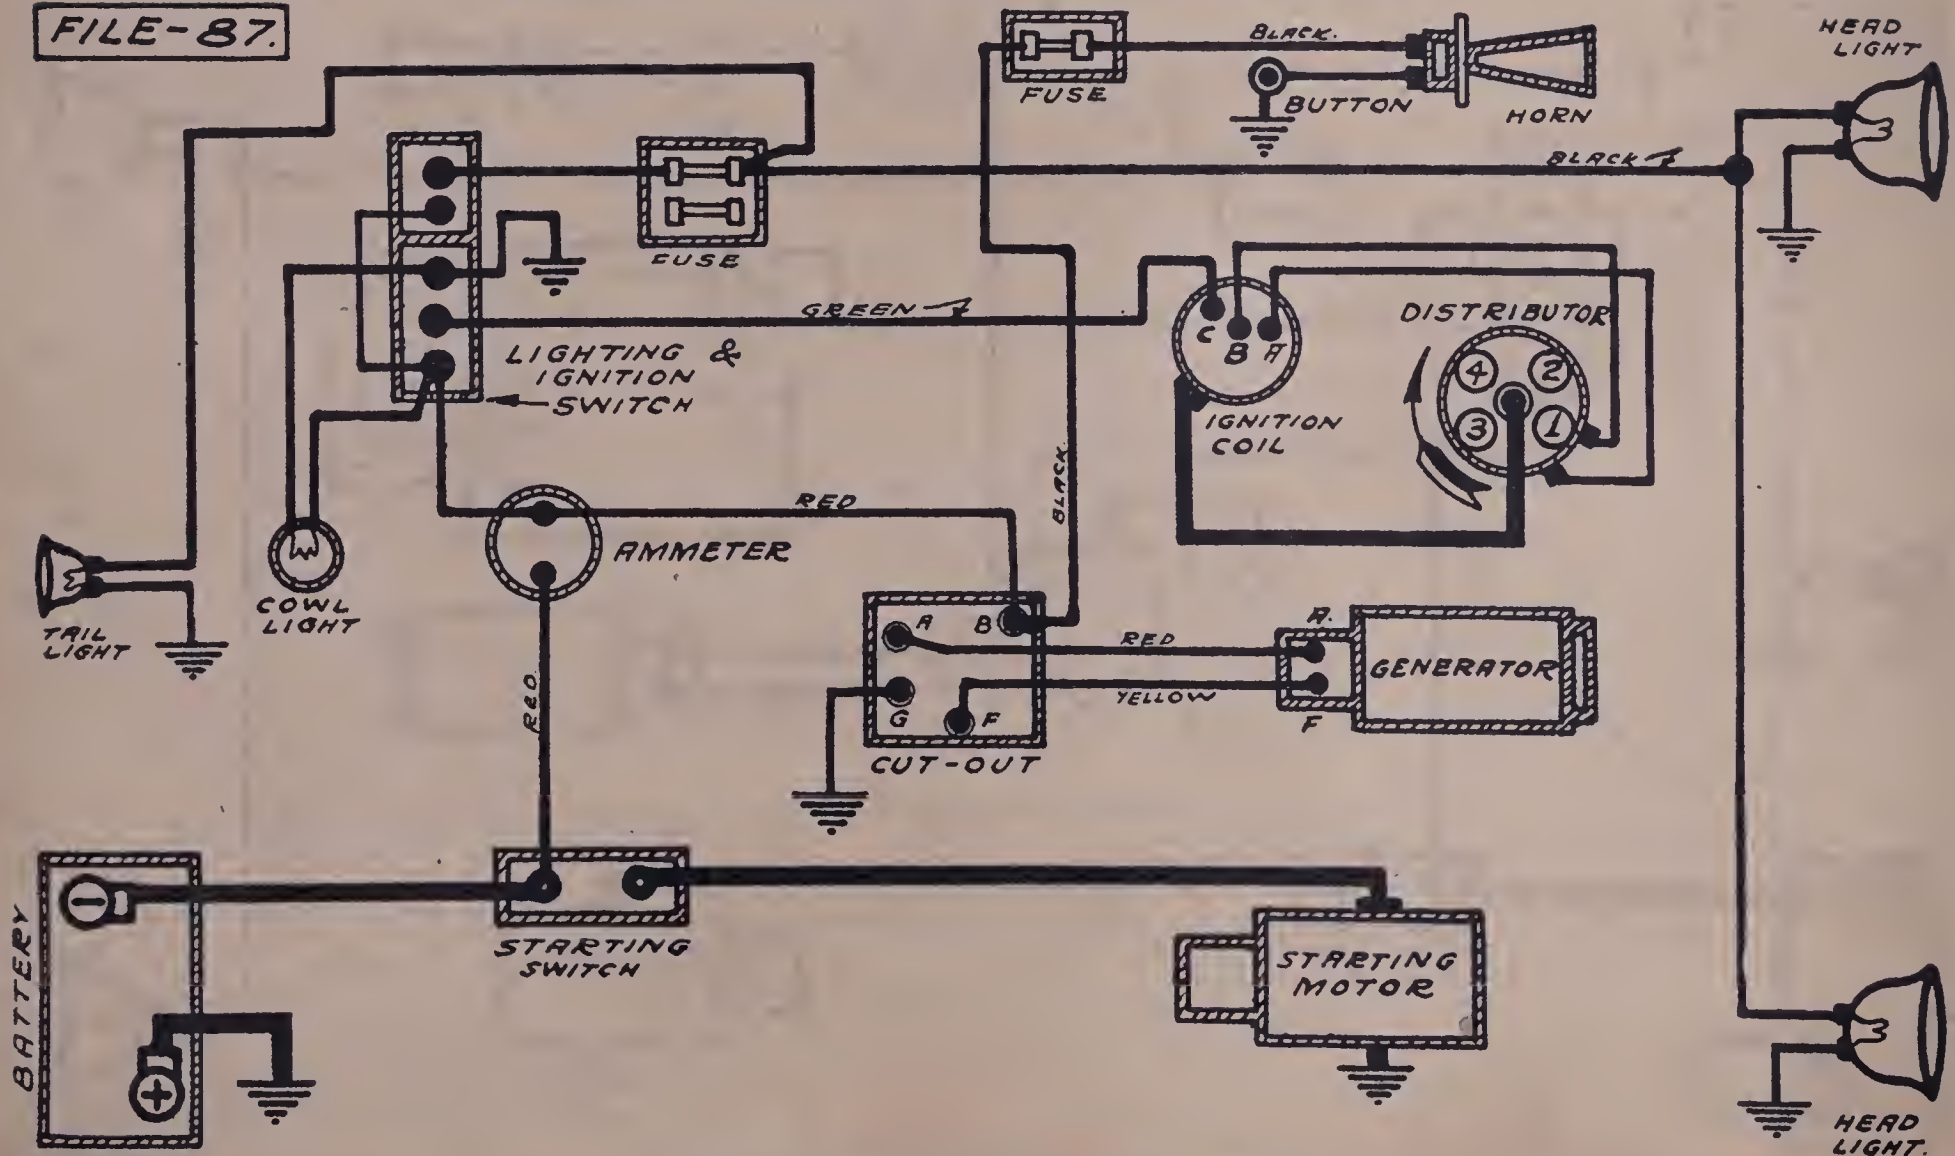 FILE-87.
HEAD
LIGHT
BLACK.
FUSE
BUTTON
HORN
BLACK
FUSE
GREEN
DISTRIBUTOR
C
B
A
4
2
3
1
LIGHTING &
IGNITION
SWITCH
IGNITION
COIL
BLACK
RED
AMMETER
COWL
LIGHT
TAIL
LIGHT
A
B
RED
A.
GENERATOR
YELLOW
G
F
F
RED
CUT-OUT
BATTERY
−
+
STARTING
SWITCH
STARTING
MOTOR
HEAD
LIGHT.